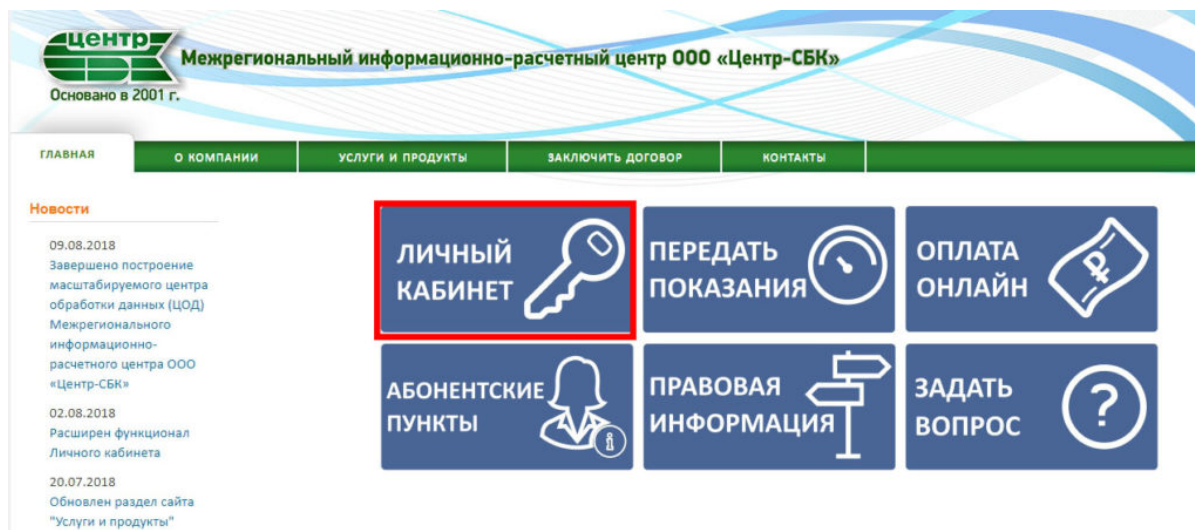 центр
СБК
Основано в 2001 г.
Межрегиональный информационно-расчетный центр ООО «Центр-СБК»
ГЛАВНАЯ
О КОМПАНИИ
УСЛУГИ И ПРОДУКТЫ
ЗАКЛЮЧИТЬ ДОГОВОР
КОНТАКТЫ
Новости
09.08.2018
Завершено построение
масштабируемого центра
обработки данных (ЦОД)
Межрегионального
информационно-
расчетного центра ООО
«Центр-СБК»
02.08.2018
Расширен функционал
Личного кабинета
20.07.2018
Обновлен раздел сайта
"Услуги и продукты"
ЛИЧНЫЙ
КАБИНЕТ
ПЕРЕДАТЬ
ПОКАЗАНИЯ
ОПЛАТА
ОНЛАЙН
АБОНЕНТСКИЕ
ПУНКТЫ
ПРАВОВАЯ
ИНФОРМАЦИЯ
ЗАДАТЬ
ВОПРОС